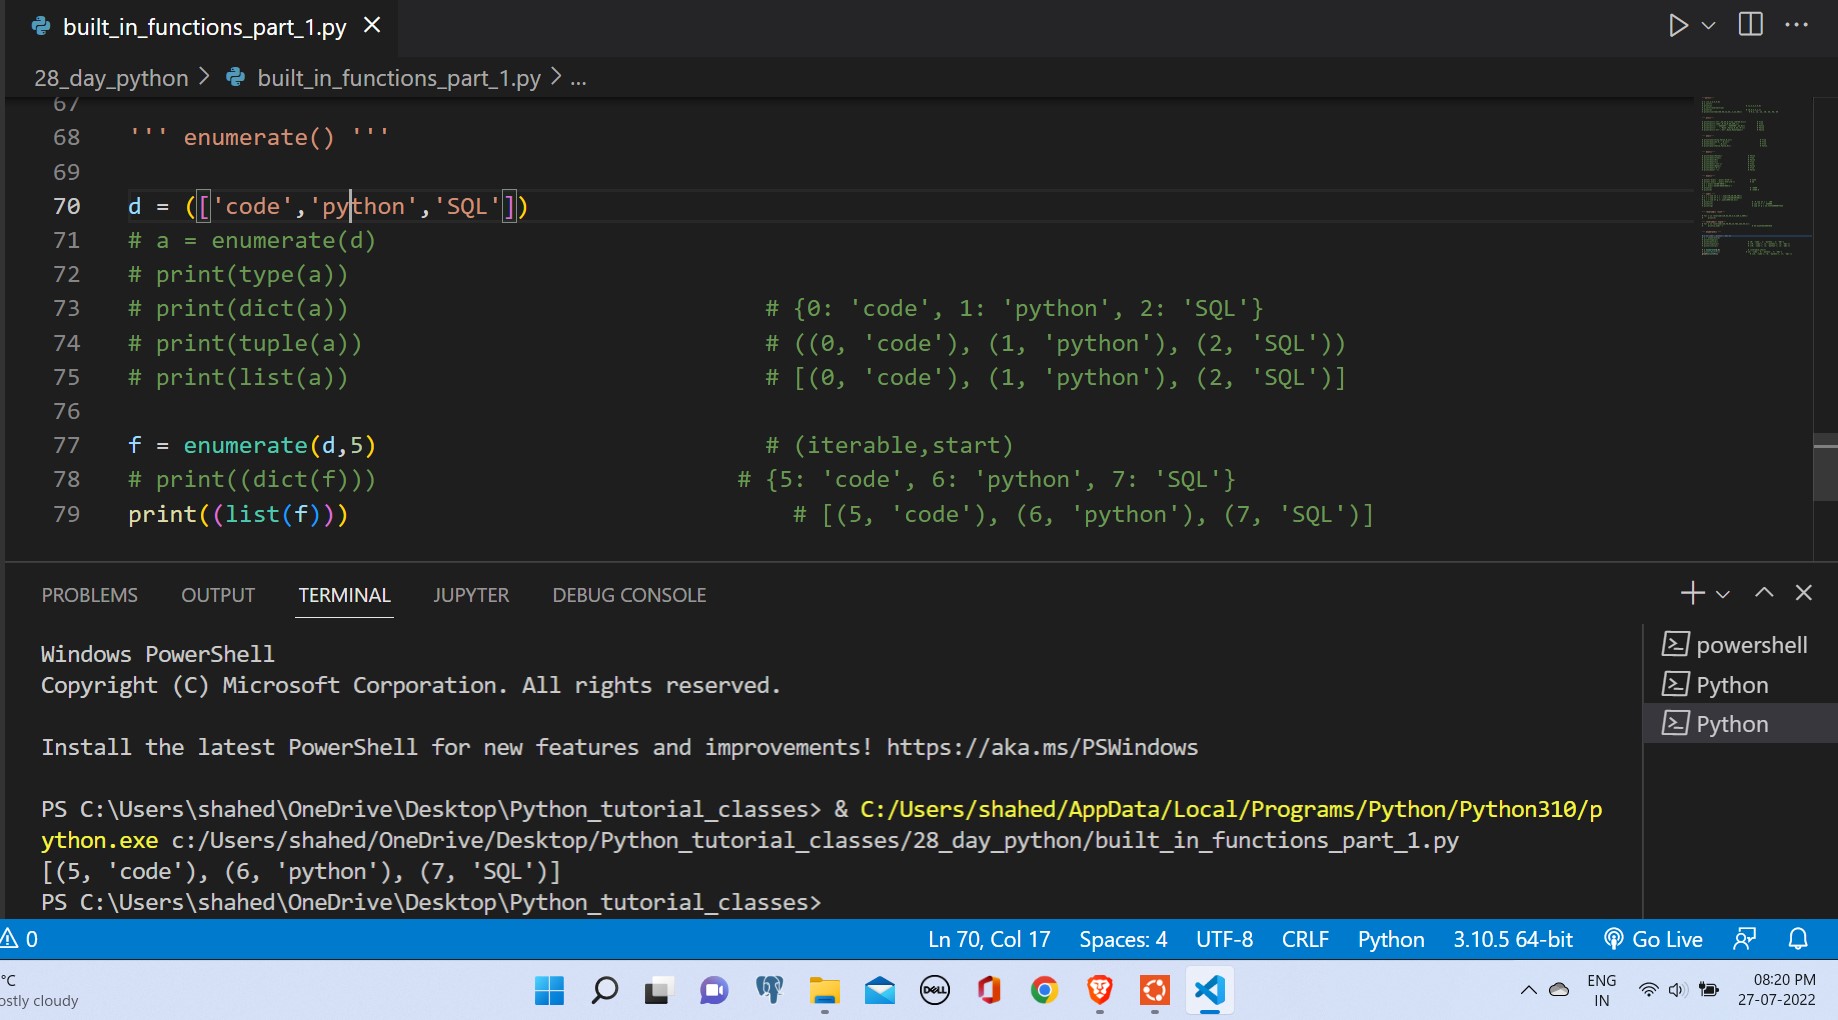 built_in_functions_part_1.py
28_day_python > built_in_functions_part_1.py > ...
67
68 ''' enumerate() '''
69
70 d = (['code','python','SQL'])
71 # a = enumerate(d)
72 # print(type(a))
73 # print(dict(a)) # {0: 'code', 1: 'python', 2: 'SQL'}
74 # print(tuple(a)) # ((0, 'code'), (1, 'python'), (2, 'SQL'))
75 # print(list(a)) # [(0, 'code'), (1, 'python'), (2, 'SQL')]
76
77 f = enumerate(d,5) # (iterable,start)
78 # print((dict(f))) # {5: 'code', 6: 'python', 7: 'SQL'}
79 print((list(f))) # [(5, 'code'), (6, 'python'), (7, 'SQL')]
PROBLEMS OUTPUT TERMINAL JUPYTER DEBUG CONSOLE
Windows PowerShell
Copyright (C) Microsoft Corporation. All rights reserved.
Install the latest PowerShell for new features and improvements! https://aka.ms/PSWindows
PS C:\Users\shahed\OneDrive\Desktop\Python_tutorial_classes> & C:/Users/shahed/AppData/Local/Programs/Python/Python310/p
ython.exe c:/Users/shahed/OneDrive/Desktop/Python_tutorial_classes/28_day_python/built_in_functions_part_1.py
[(5, 'code'), (6, 'python'), (7, 'SQL')]
PS C:\Users\shahed\OneDrive\Desktop\Python_tutorial_classes>
powershell
Python
Python
0 Ln 70, Col 17 Spaces: 4 UTF-8 CRLF Python 3.10.5 64-bit Go Live
°C
ostly cloudy
DELL
ENG
IN
08:20 PM
27-07-2022